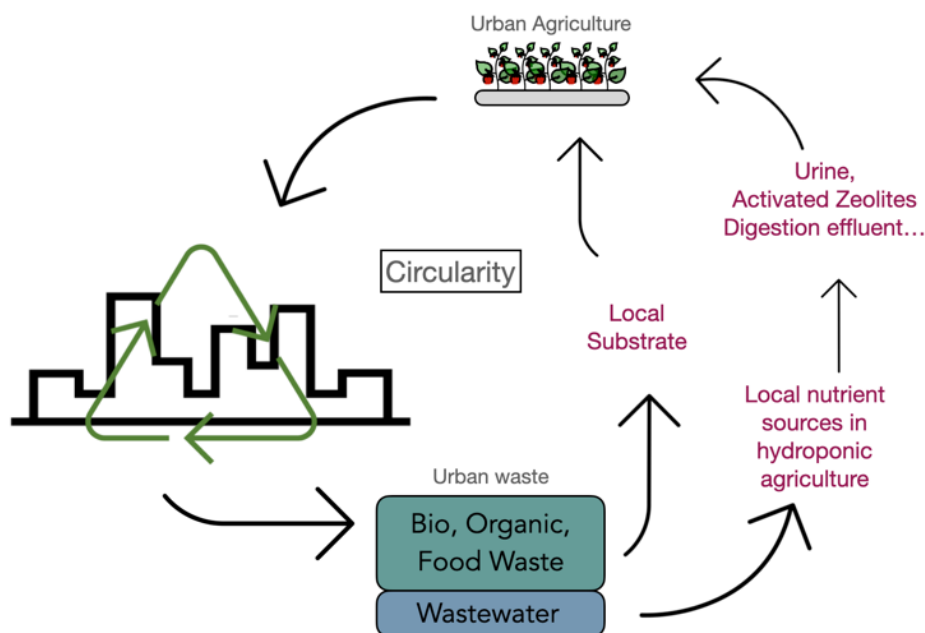 Urban Agriculture
Urine,
Activated Zeolites
Digestion effluent…
Circularity
Local
Substrate
Local nutrient
sources in
hydroponic
agriculture
Urban waste
Bio, Organic,
Food Waste
Wastewater